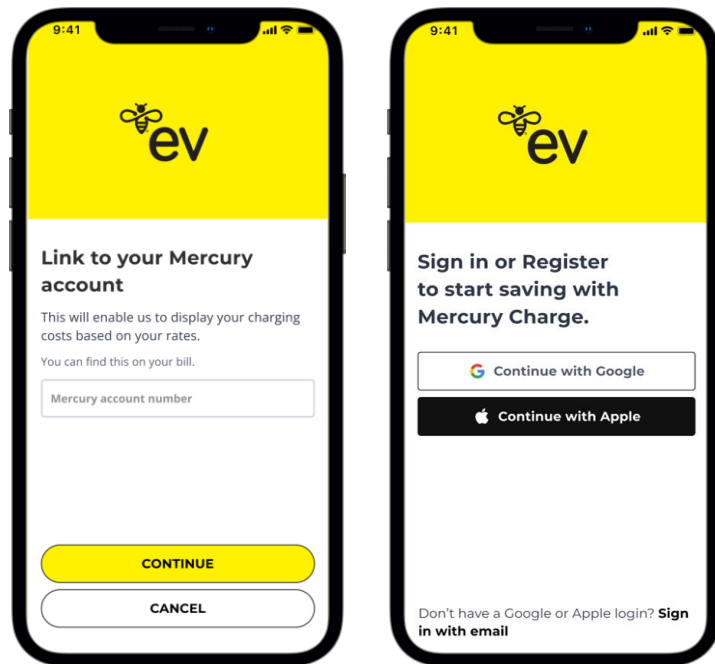 9:41
ev
Link to your Mercury
account
This will enable us to display your charging
costs based on your rates.
You can find this on your bill.
Mercury account number
CONTINUE
CANCEL
9:41
ev
Sign in or Register
to start saving with
Mercury Charge.
Continue with Google
Continue with Apple
Don’t have a Google or Apple login? Sign
in with email